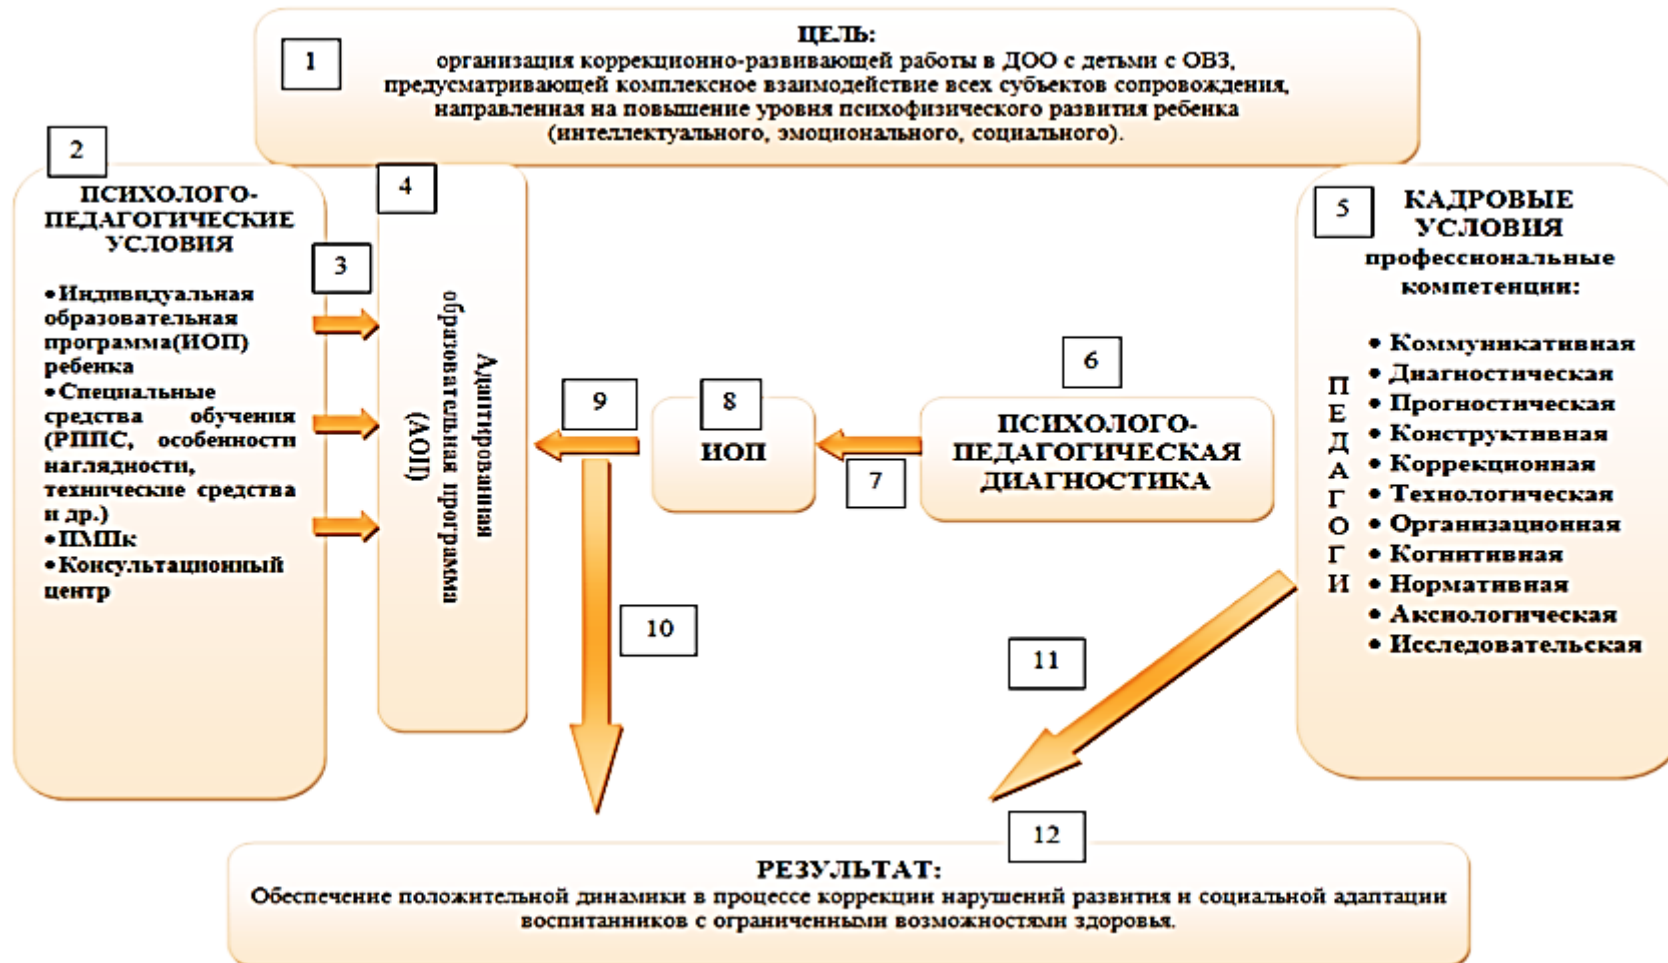 1
ЦЕЛЬ:
организация коррекционно-развивающей работы в ДОО с детьми с ОВЗ,
предусматривающей комплексное взаимодействие всех субъектов сопровождения,
направленная на повышение уровня психофизического развития ребенка
(интеллектуального, эмоционального, социального).
2
ПСИХОЛОГО-
ПЕДАГОГИЧЕСКИЕ
УСЛОВИЯ
•Индивидуальная
образовательная
программа(ИОП)
ребенка
•Специальные
средства обучения
(РППС, особенности
наглядности,
технические средства
и др.)
•ПМПк
•Консультационный
центр
3
4
Адаптированная
образовательная программа
(АОП)
9
8
ИОП
7
6
ПСИХОЛОГО-
ПЕДАГОГИЧЕСКАЯ
ДИАГНОСТИКА
5
КАДРОВЫЕ
УСЛОВИЯ
профессиональные
компетенции:
ПЕДАГОГИ
• Коммуникативная
• Диагностическая
• Прогностическая
• Конструктивная
• Коррекционная
• Технологическая
• Организационная
• Когнитивная
• Нормативная
• Аксиологическая
• Исследовательская
10
11
12
РЕЗУЛЬТАТ:
Обеспечение положительной динамики в процессе коррекции нарушений развития и социальной адаптации
воспитанников с ограниченными возможностями здоровья.